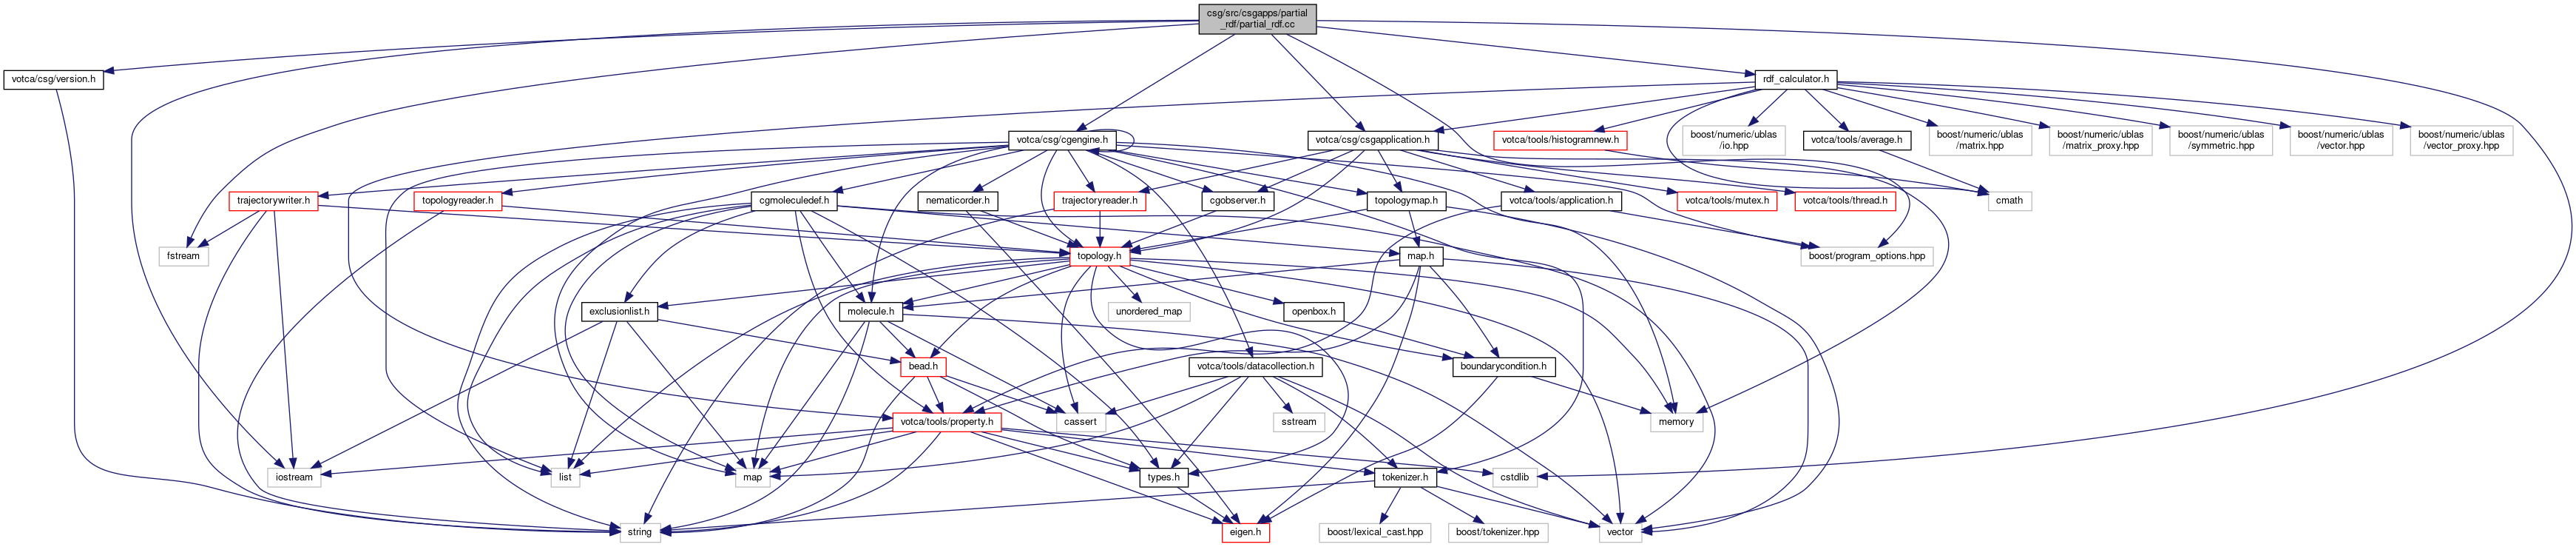 csg/src/csgapps/partial
_rdf/partial_rdf.cc
votca/csg/version.h
rdf_calculator.h
votca/csg/cgengine.h
votca/csg/csgapplication.h
votca/tools/histogramnew.h
boost/numeric/ublas
/io.hpp
votca/tools/average.h
boost/numeric/ublas
/matrix.hpp
boost/numeric/ublas
/matrix_proxy.hpp
boost/numeric/ublas
/symmetric.hpp
boost/numeric/ublas
/vector.hpp
boost/numeric/ublas
/vector_proxy.hpp
trajectorywriter.h
topologyreader.h
cgmoleculedef.h
nematicorder.h
trajectoryreader.h
cgobserver.h
topologymap.h
votca/tools/application.h
votca/tools/mutex.h
votca/tools/thread.h
cmath
fstream
topology.h
map.h
boost/program_options.hpp
exclusionlist.h
molecule.h
unordered_map
openbox.h
bead.h
votca/tools/datacollection.h
boundarycondition.h
votca/tools/property.h
cassert
sstream
memory
iostream
list
map
types.h
tokenizer.h
cstdlib
string
eigen.h
boost/lexical_cast.hpp
boost/tokenizer.hpp
vector